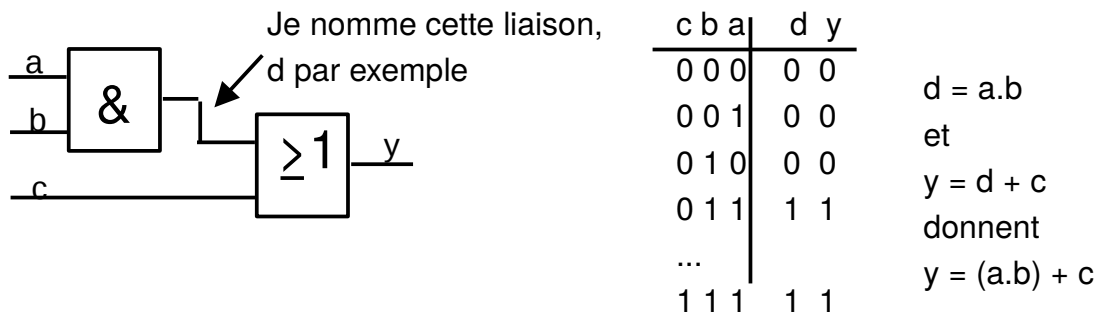 Je nomme cette liaison,
d par exemple
a
b
&
≥1
y
c
c b a d y
0 0 0 0 0
0 0 1 0 0
0 1 0 0 0
0 1 1 1 1
...
1 1 1 1 1
d = a.b
et
y = d + c
donnent
y = (a.b) + c